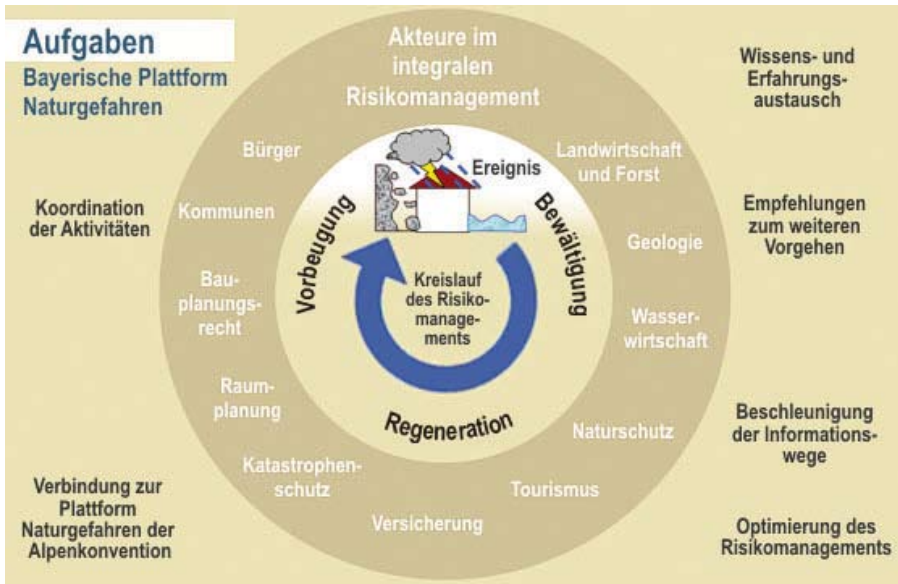 Aufgaben
Bayerische Plattform
Naturgefahren
Akteure im
integralen
Risikomanagement
Wissens- und
Erfahrungs-
austausch
Bürger
Ereignis
Landwirtschaft
und Forst
Koordination
der Aktivitäten
Kommunen
Vorbeugung
Bewältigung
Geologie
Empfehlungen
zum weiteren
Vorgehen
Bau-
planungs-
recht
Kreislauf
des Risiko-
manage-
ments
Wasser-
wirtschaft
Raum-
planung
Regeneration
Naturschutz
Beschleunigung
der Informations-
wege
Katastrophen-
schutz
Versicherung
Tourismus
Verbindung zur
Plattform
Naturgefahren der
Alpenkonvention
Optimierung des
Risikomanagements